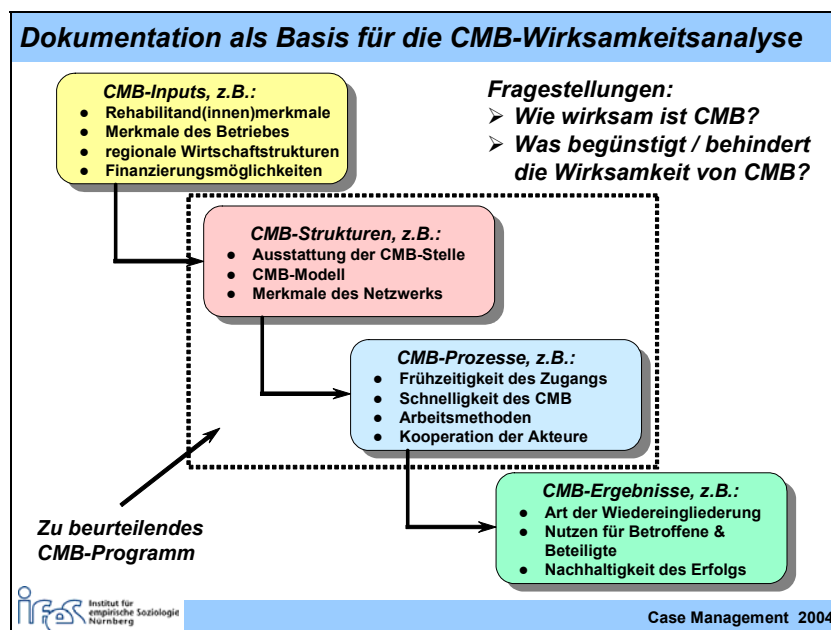 Dokumentation als Basis für die CMB-Wirksamkeitsanalyse
CMB-Inputs, z.B.:
● Rehabilitand(innen)merkmale
● Merkmale des Betriebes
● regionale Wirtschaftstrukturen
● Finanzierungsmöglichkeiten
Fragestellungen:
➢ Wie wirksam ist CMB?
➢ Was begünstigt / behindert
die Wirksamkeit von CMB?
CMB-Strukturen, z.B.:
● Ausstattung der CMB-Stelle
● CMB-Modell
● Merkmale des Netzwerks
CMB-Prozesse, z.B.:
● Frühzeitigkeit des Zugangs
● Schnelligkeit des CMB
● Arbeitsmethoden
● Kooperation der Akteure
CMB-Ergebnisse, z.B.:
● Art der Wiedereingliederung
● Nutzen für Betroffene &
Beteiligte
● Nachhaltigkeit des Erfolgs
Zu beurteilendes
CMB-Programm
ifes
Institut für
empirische Soziologie
Nürnberg
Case Management 2004